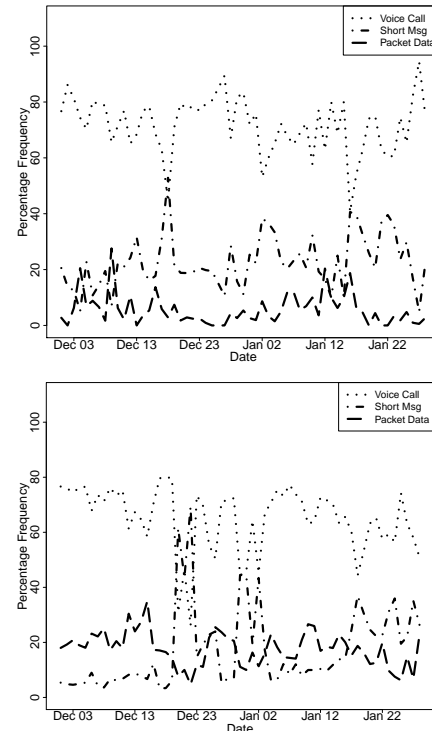 Voice Call
Short Msg
Packet Data
Percentage Frequency
100
80
60
40
20
0
Dec 03 Dec 13 Dec 23 Jan 02 Jan 12 Jan 22
Date
Voice Call
Short Msg
Packet Data
Percentage Frequency
100
80
60
40
20
0
Dec 03 Dec 13 Dec 23 Jan 02 Jan 12 Jan 22
Date